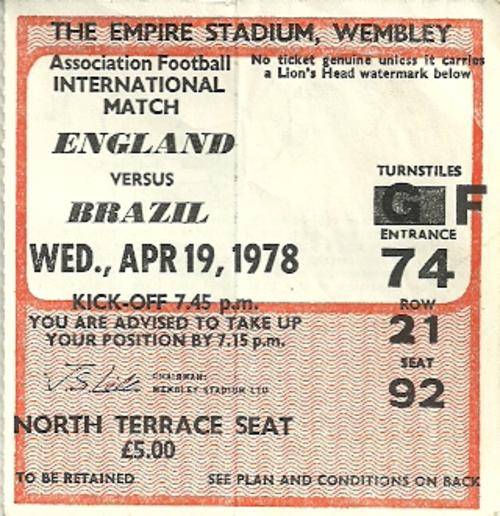 THE EMPIRE STADIUM, WEMBLEY
Association Football
INTERNATIONAL
MATCH
No ticket genuine unless it carries
a Lion's Head watermark below
ENGLAND
VERSUS
BRAZIL
WED., APR 19, 1978
KICK-OFF 7.45 p.m.
YOU ARE ADVISED TO TAKE UP
YOUR POSITION BY 7.15 p.m.
TURNSTILES
G F
ENTRANCE
74
ROW
21
SEAT
92
CHAIRMAN:
WEMBLEY STADIUM LTD
NORTH TERRACE SEAT
£5.00
TO BE RETAINED
SEE PLAN AND CONDITIONS ON BACK